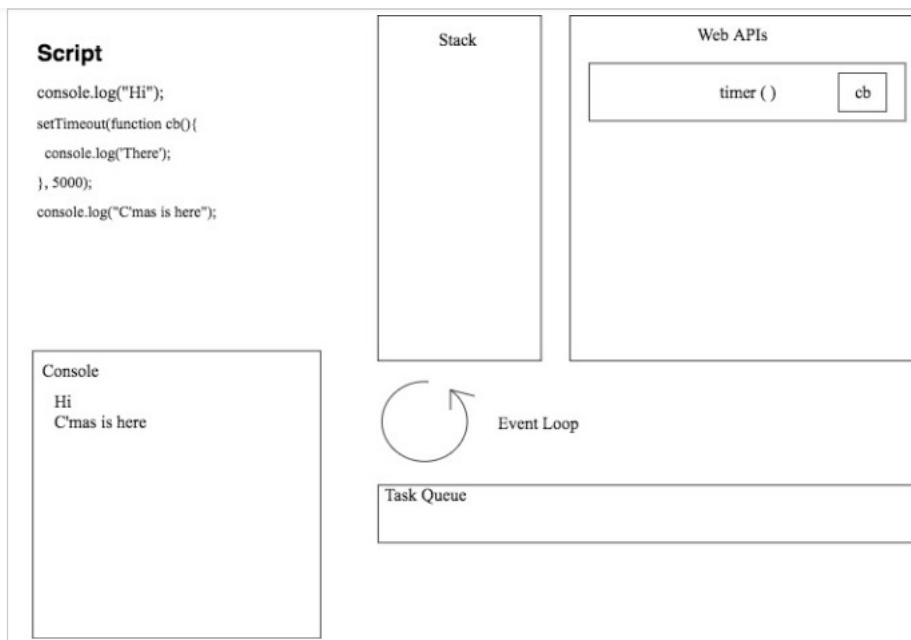 Script
console.log("Hi");
setTimeout(function cb(){
console.log('There');
}, 5000);
console.log("C'mas is here");
Stack
Web APIs
timer ( )
cb
Console
Hi
C'mas is here
Event Loop
Task Queue